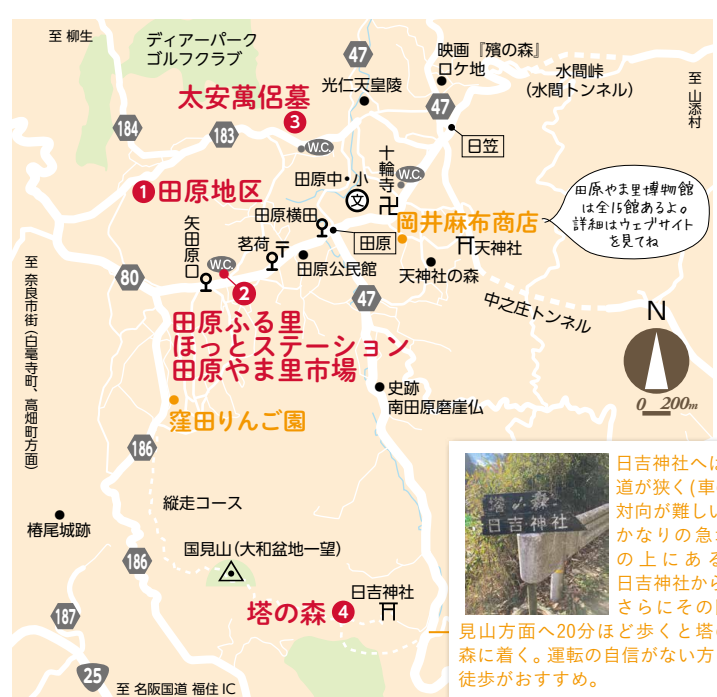 至 柳生
ディアーパーク
ゴルフクラブ
47
映画『殯の森』
ロケ地
水間峠
(水間トンネル)
至 山添村
光仁天皇陵
太安萬侶墓
3
47
184
183
W.C.
日笠
十輪寺
W.C.
田原中・小
文
1 田原地区
田原横田
田原
岡井麻布商店
天神社
田原やま里博物館
は全15館あるよ。
詳細はウェブサイト
を見てね
矢田原口
茗荷
W.C.
田原公民館
天神社の森
至 奈良市街(白毫寺町、高畑町方面)
80
2
47
中之庄トンネル
N
0 200m
田原ふる里
ほっとステーション
田原やま里市場
史跡
南田原磨崖仏
窪田りんご園
186
縦走コース
椿尾城跡
国見山(大和盆地一望)
186
日吉神社
塔の森 4
187
25
至 名阪国道 福住 IC
塔の森
日吉神社
日吉神社へは
道が狭く(車
対向が難しい
かなりの急
の上にある
日吉神社から
さらにその
見山方面へ20分ほど歩くと塔
森に着く。運転の自信がない方
徒歩がおすすめ。